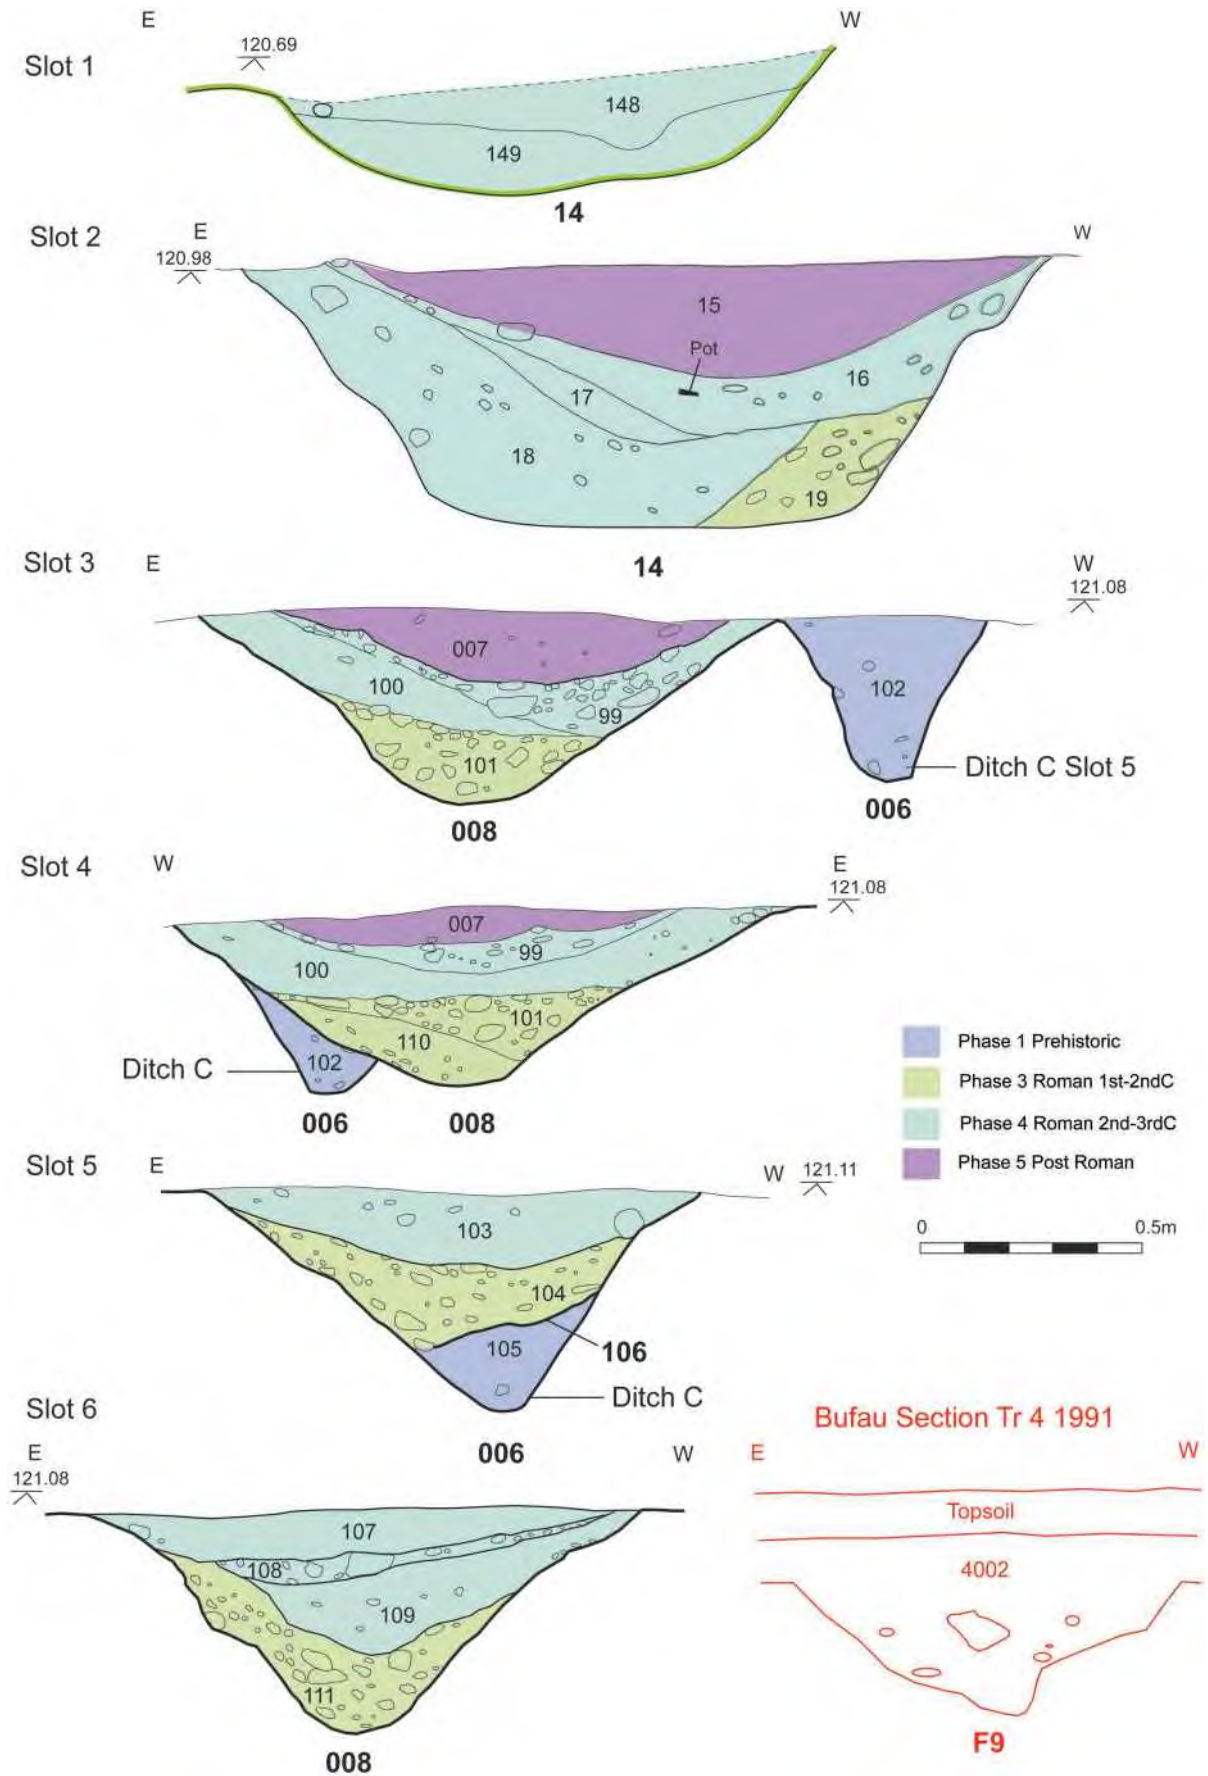 E W
120.69
Slot 1
148
149
14
Slot 2 E W
120.98
15
Pot
16
17
18
19
14
Slot 3 E W
121.08
007
100
99
101
102
Ditch C Slot 5
008
006
Slot 4 W E
121.08
007
99
100
101
110
102
Ditch C
006 008
Phase 1 Prehistoric
Phase 3 Roman 1st-2ndC
Phase 4 Roman 2nd-3rdC
Phase 5 Post Roman
0 0.5m
Slot 5 E W
121.11
103
104
105
106
Ditch C
006
Slot 6
E W
121.08
107
108
109
111
008
Bufau Section Tr 4 1991
E W
Topsoil
4002
F9